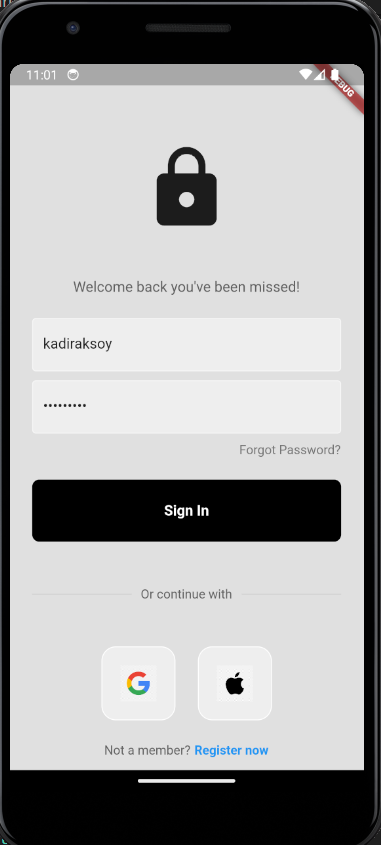 11:01
DEBUG
Welcome back you've been missed!
kadiraksoy
•••••••••
Forgot Password?
Sign In
Or continue with
Not a member? Register now